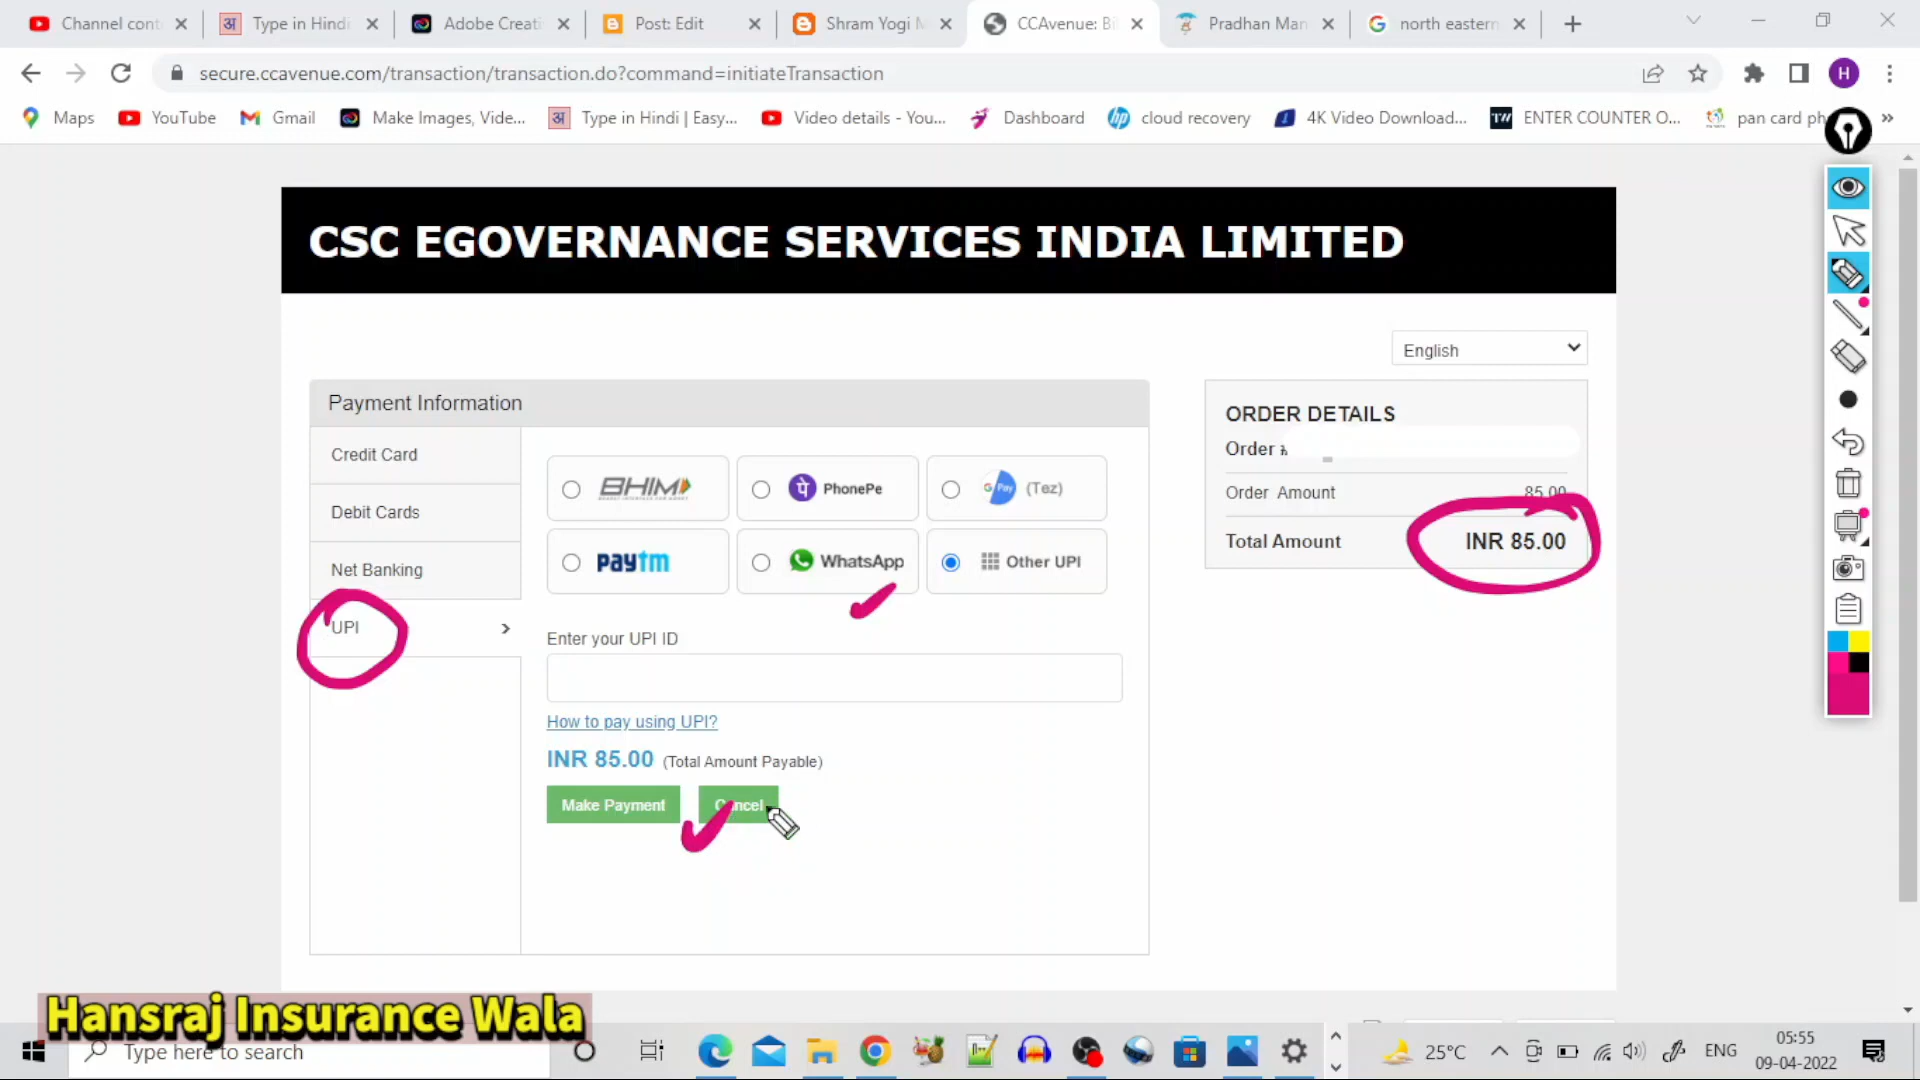 Channel cont
Type in Hindi
Adobe Creati
Post: Edit
Shram Yogi M
CCAvenue: Bi
Pradhan Man
north eastern
secure.ccavenue.com/transaction/transaction.do?command=initiateTransaction
H
Maps
YouTube
Gmail
Make Images, Vide...
अ
Type in Hindi | Easy...
Video details - You...
Dashboard
cloud recovery
4K Video Download...
TW
ENTER COUNTER O...
pan card ph
»
CSC EGOVERNANCE SERVICES INDIA LIMITED
English
Payment Information
Credit Card
Debit Cards
Net Banking
UPI
BHIM
PhonePe
G Pay (Tez)
paytm
WhatsApp
Other UPI
Enter your UPI ID
How to pay using UPI?
INR 85.00 (Total Amount Payable)
Make Payment
Cancel
ORDER DETAILS
Order #
Order Amount 85.00
Total Amount INR 85.00
Hansraj Insurance Wala
Type here to search
25°C
ENG
05:55
09-04-2022